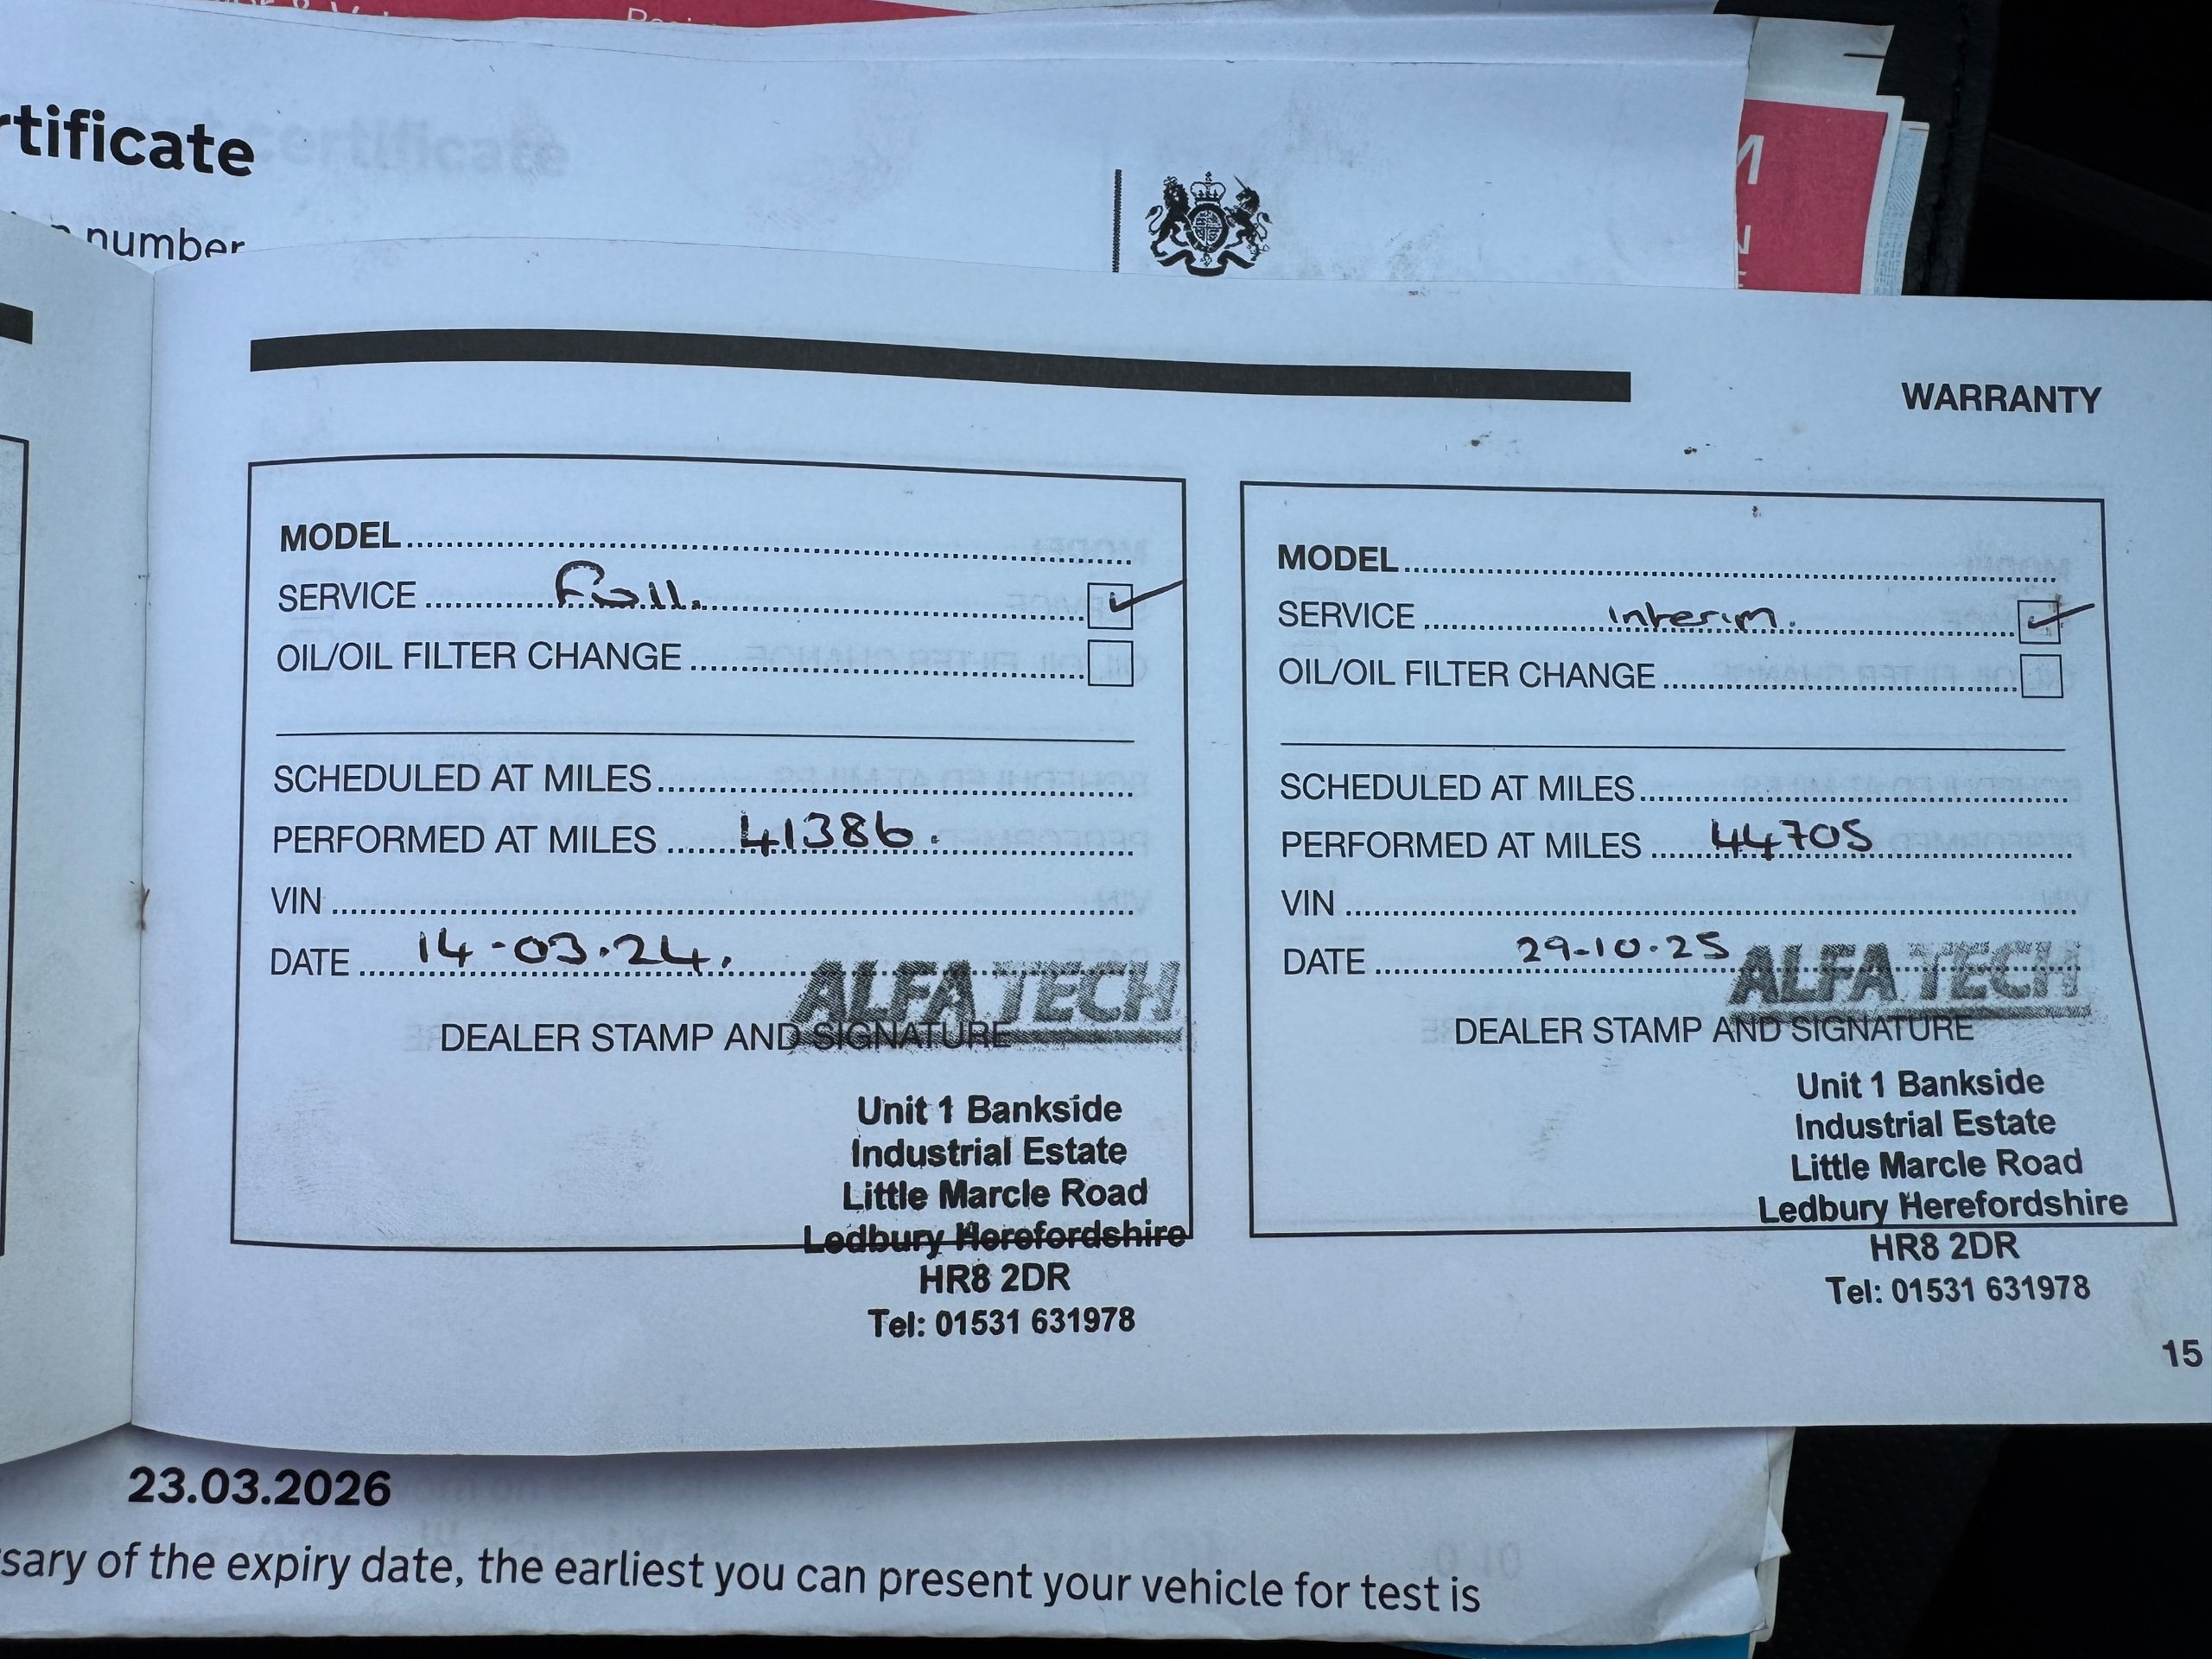 rtificate
number
WARRANTY
MODEL
SERVICE Full.
OIL/OIL FILTER CHANGE
SCHEDULED AT MILES
PERFORMED AT MILES 41386.
VIN
DATE 14-03.24.
ALFA TECH
DEALER STAMP AND SIGNATURE
Unit 1 Bankside
Industrial Estate
Little Marcle Road
Ledbury Herefordshire
HR8 2DR
Tel: 01531 631978
MODEL
SERVICE Interim.
OIL/OIL FILTER CHANGE
SCHEDULED AT MILES
PERFORMED AT MILES 44705
VIN
DATE 29-10.25
ALFA TECH
DEALER STAMP AND SIGNATURE
Unit 1 Bankside
Industrial Estate
Little Marcle Road
Ledbury Herefordshire
HR8 2DR
Tel: 01531 631978
15
23.03.2026
sary of the expiry date, the earliest you can present your vehicle for test is